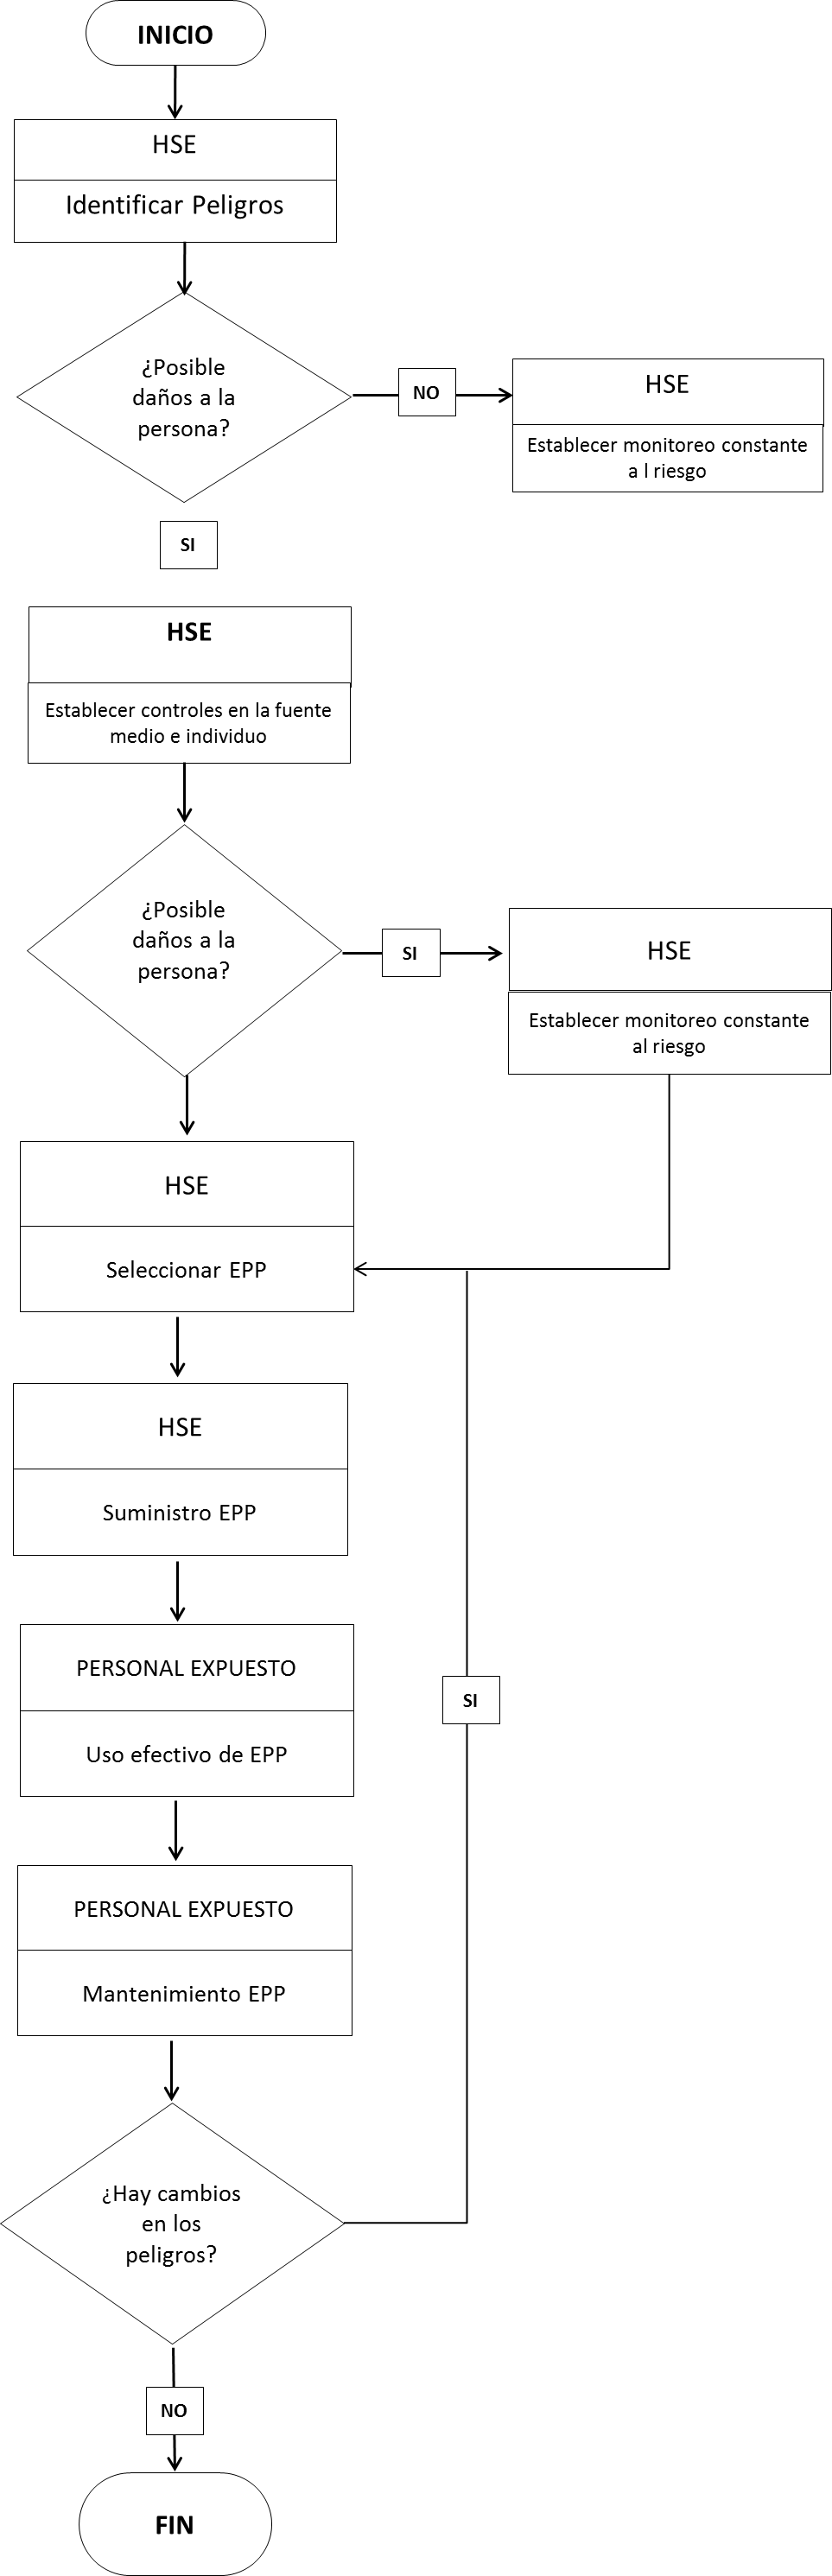 INICIO
HSE
Identificar Peligros
¿Posible
daños a la
persona?
NO
HSE
Establecer monitoreo constante
a l riesgo
SI
HSE
Establecer controles en la fuente
medio e individuo
¿Posible
daños a la
persona?
SI
HSE
Establecer monitoreo constante
al riesgo
HSE
Seleccionar EPP
HSE
Suministro EPP
PERSONAL EXPUESTO
Uso efectivo de EPP
SI
PERSONAL EXPUESTO
Mantenimiento EPP
¿Hay cambios
en los
peligros?
NO
FIN